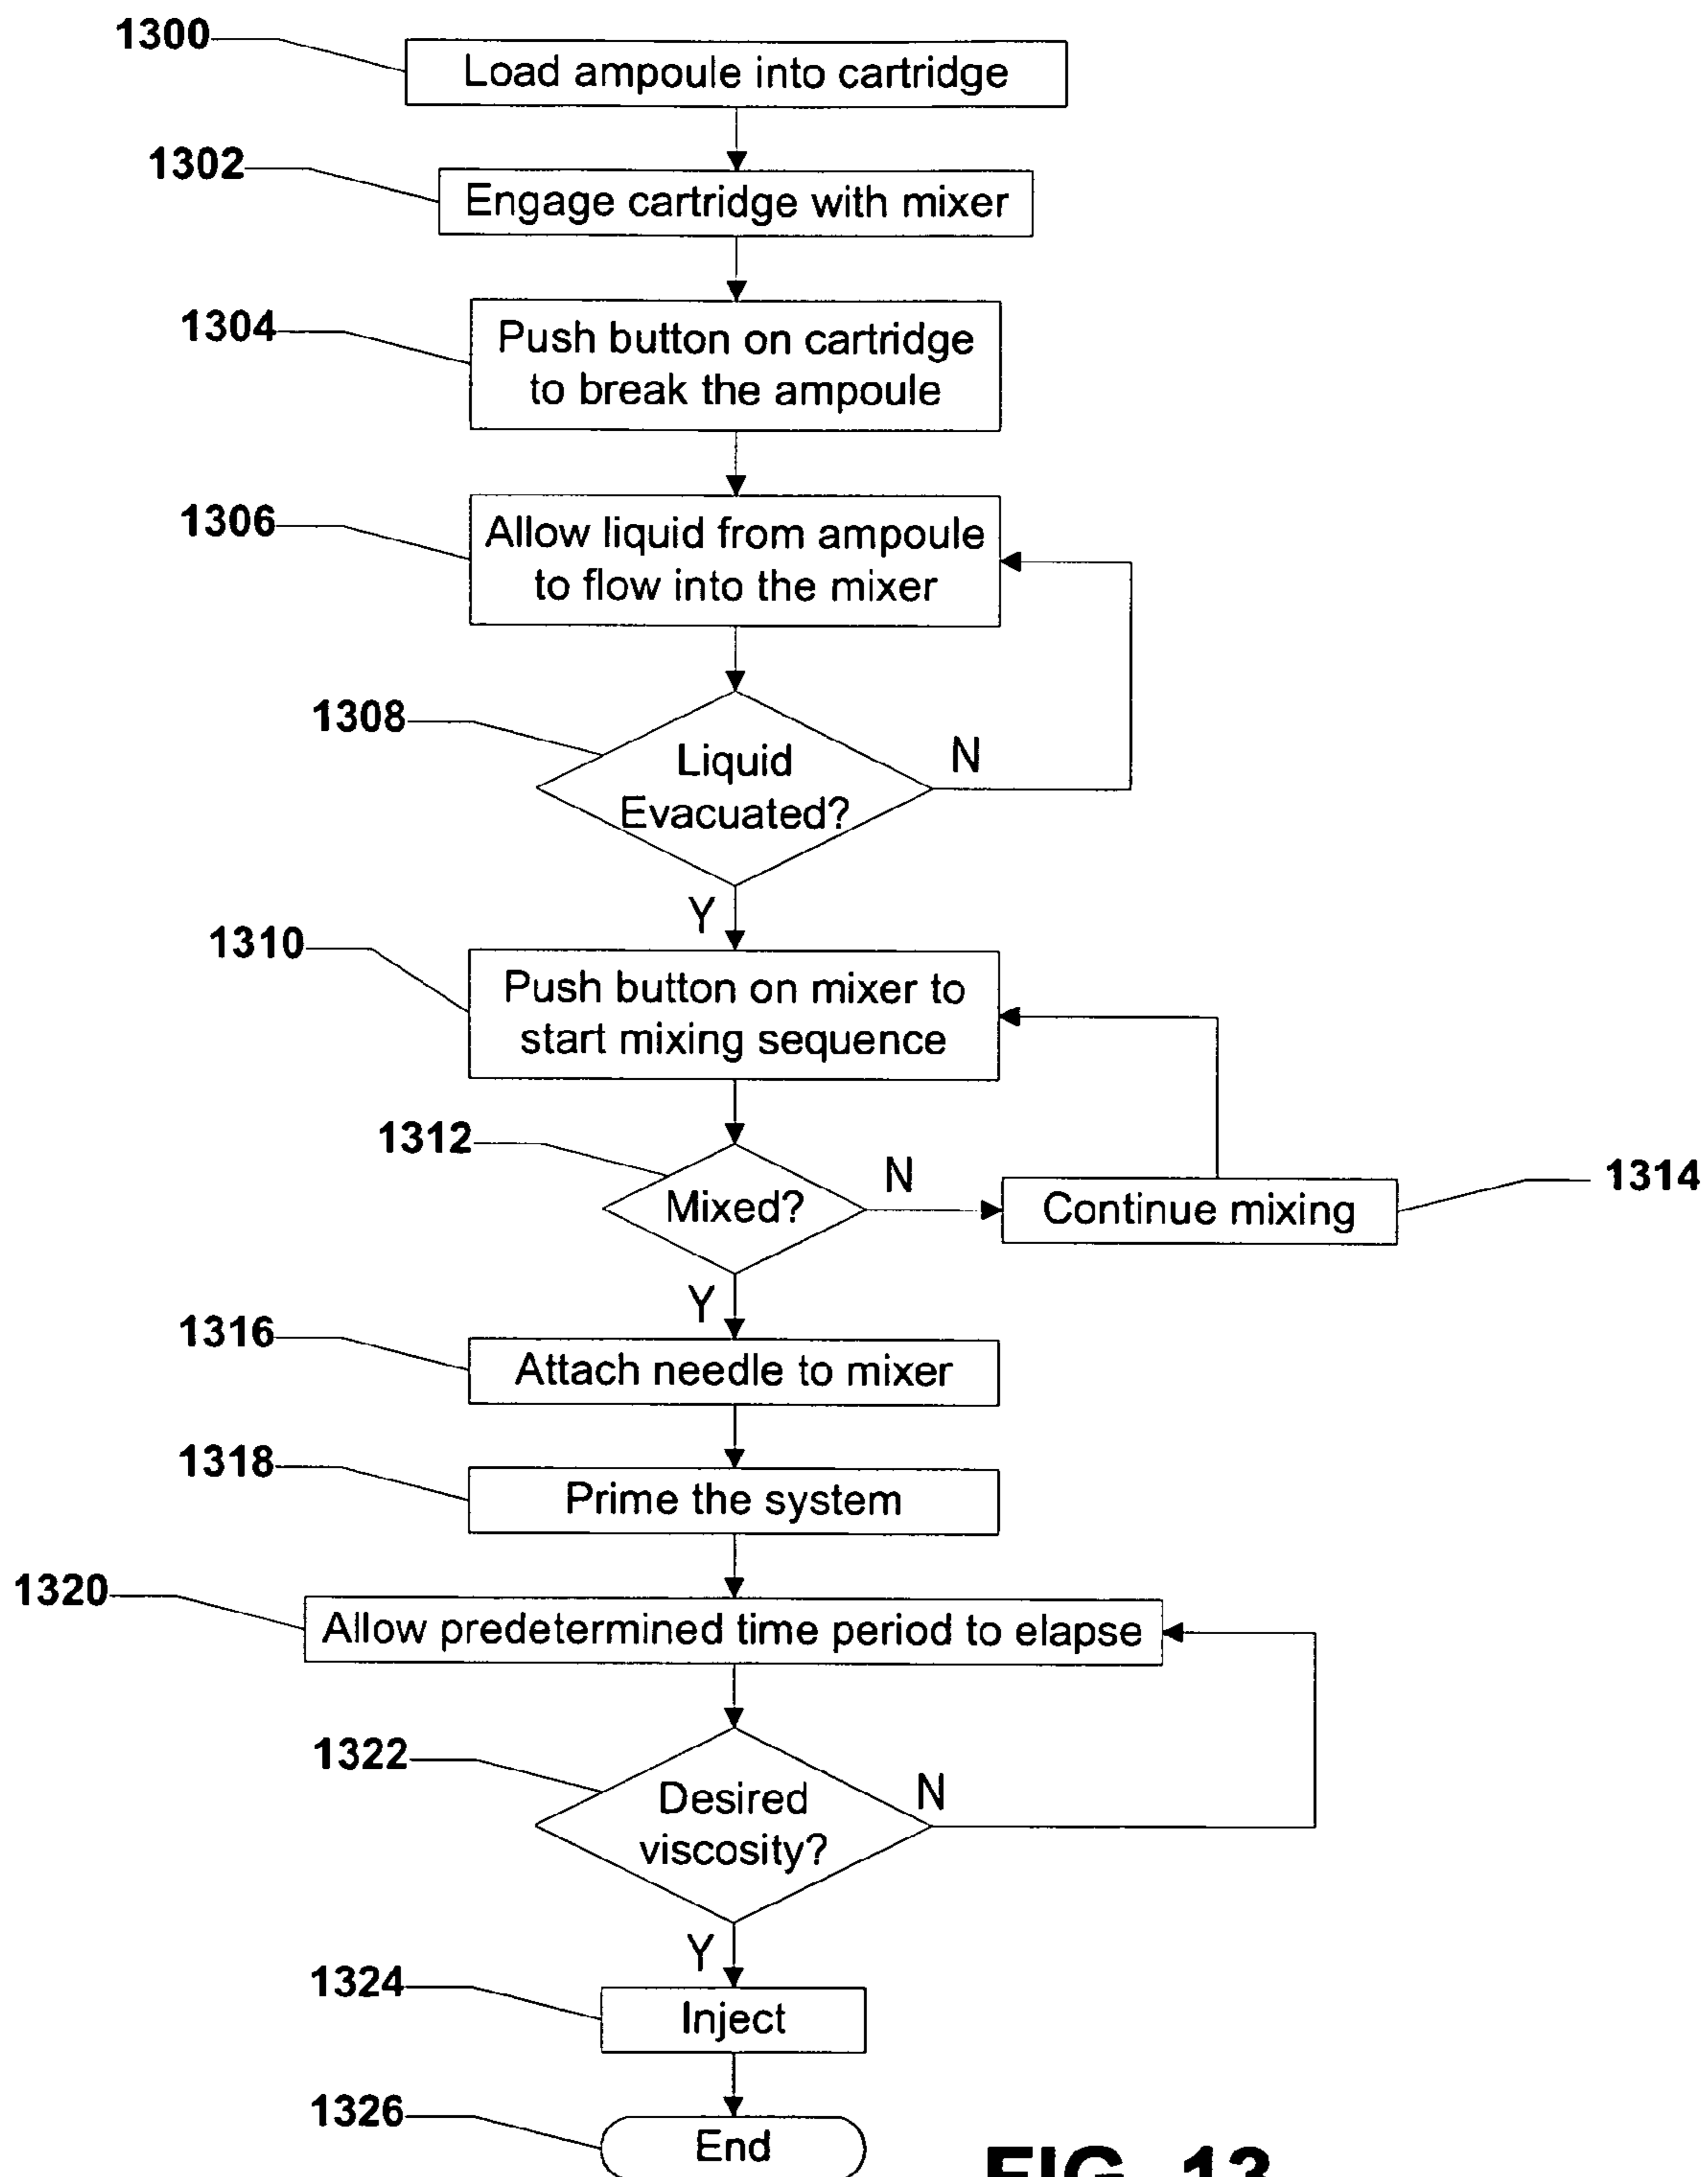 1300
Load ampoule into cartridge
1302
Engage cartridge with mixer
1304
Push button on cartridge
to break the ampoule
1306
Allow liquid from ampoule
to flow into the mixer
1308
Liquid
Evacuated?
N
Y
1310
Push button on mixer to
start mixing sequence
1312
Mixed?
N
Continue mixing
1314
Y
1316
Attach needle to mixer
1318
Prime the system
1320
Allow predetermined time period to elapse
1322
Desired
viscosity?
N
Y
1324
Inject
1326
End
FIG. 13